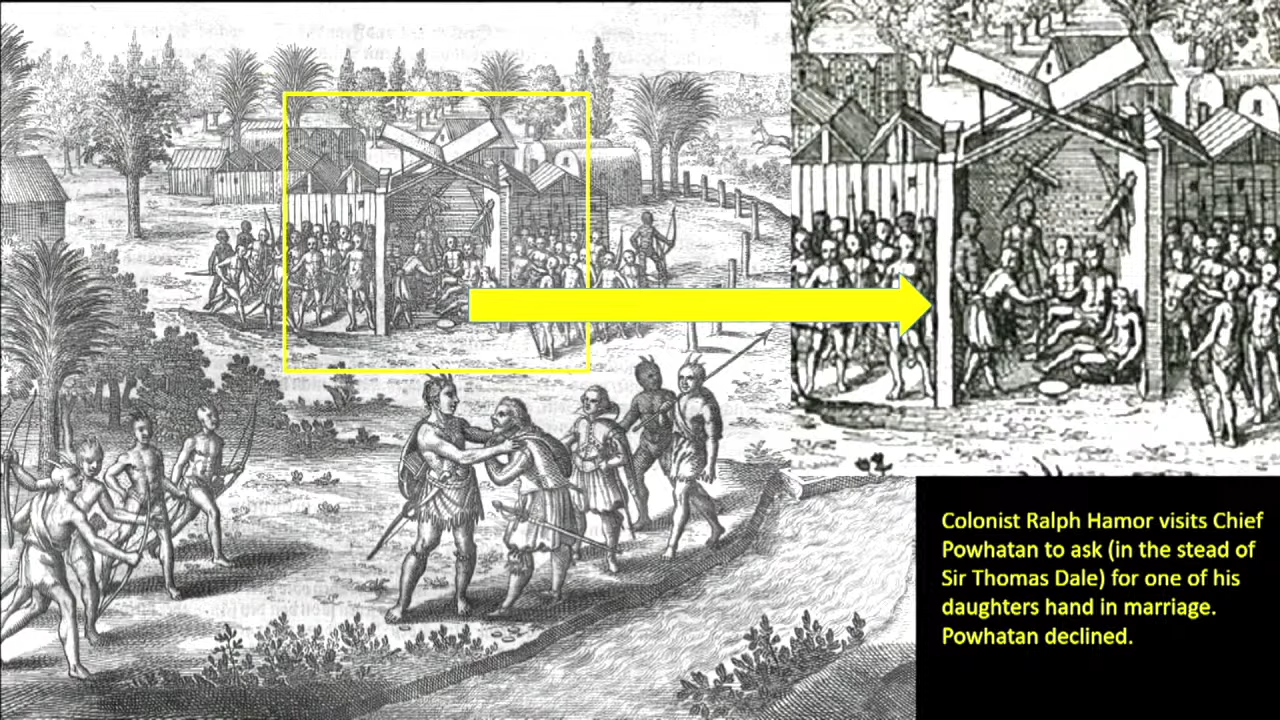 Colonist Ralph Hamor visits Chief
Powhatan to ask (in the stead of
Sir Thomas Dale) for one of his
daughters hand in marriage.
Powhatan declined.